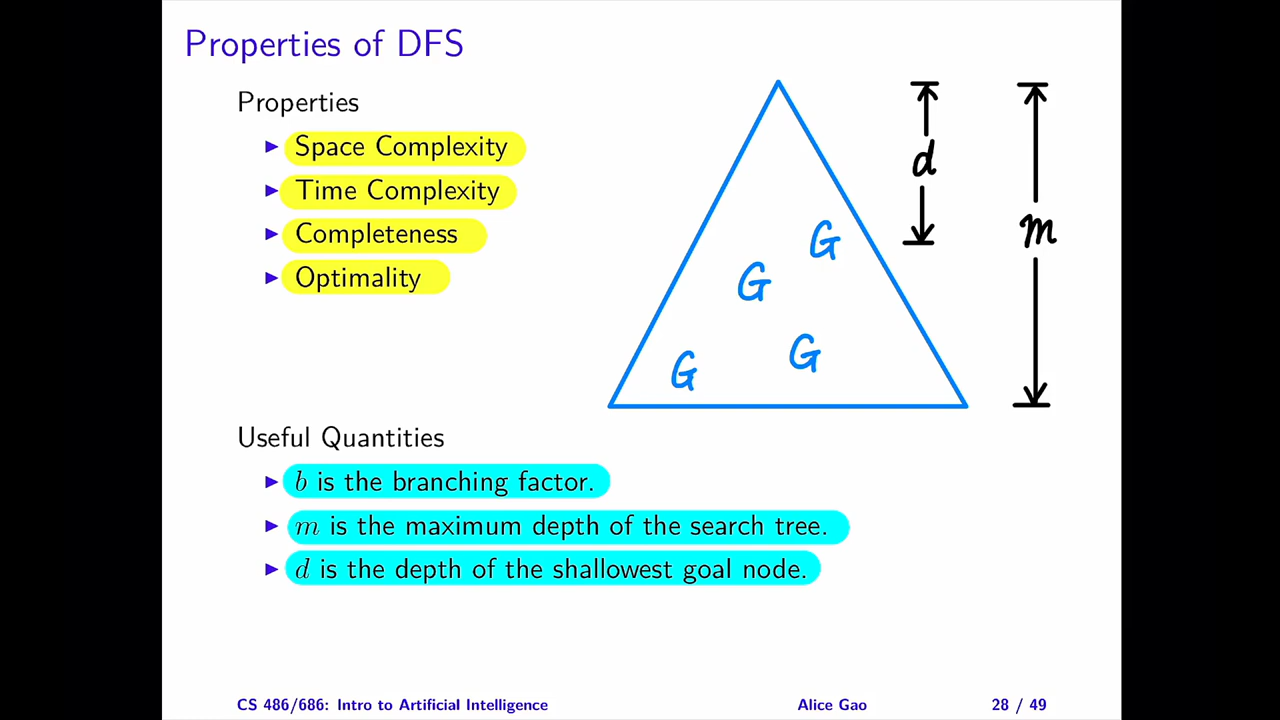 Properties of DFS
Properties
▶ Space Complexity
▶ Time Complexity
▶ Completeness
▶ Optimality
d
m
G
G
G
G
Useful Quantities
▶ b is the branching factor.
▶ m is the maximum depth of the search tree.
▶ d is the depth of the shallowest goal node.
CS 486/686: Intro to Artificial Intelligence Alice Gao 28 / 49